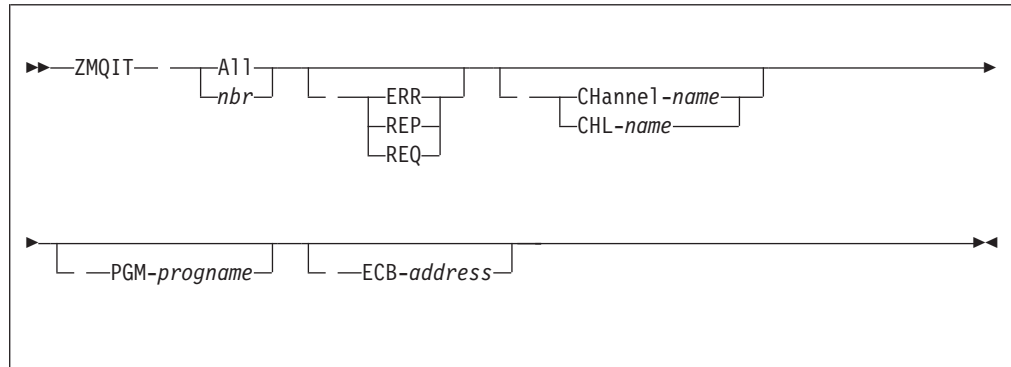 ZMQIT All ERR CHannel-name
nbr REP CHL-name
REQ
PGM-progname ECB-address